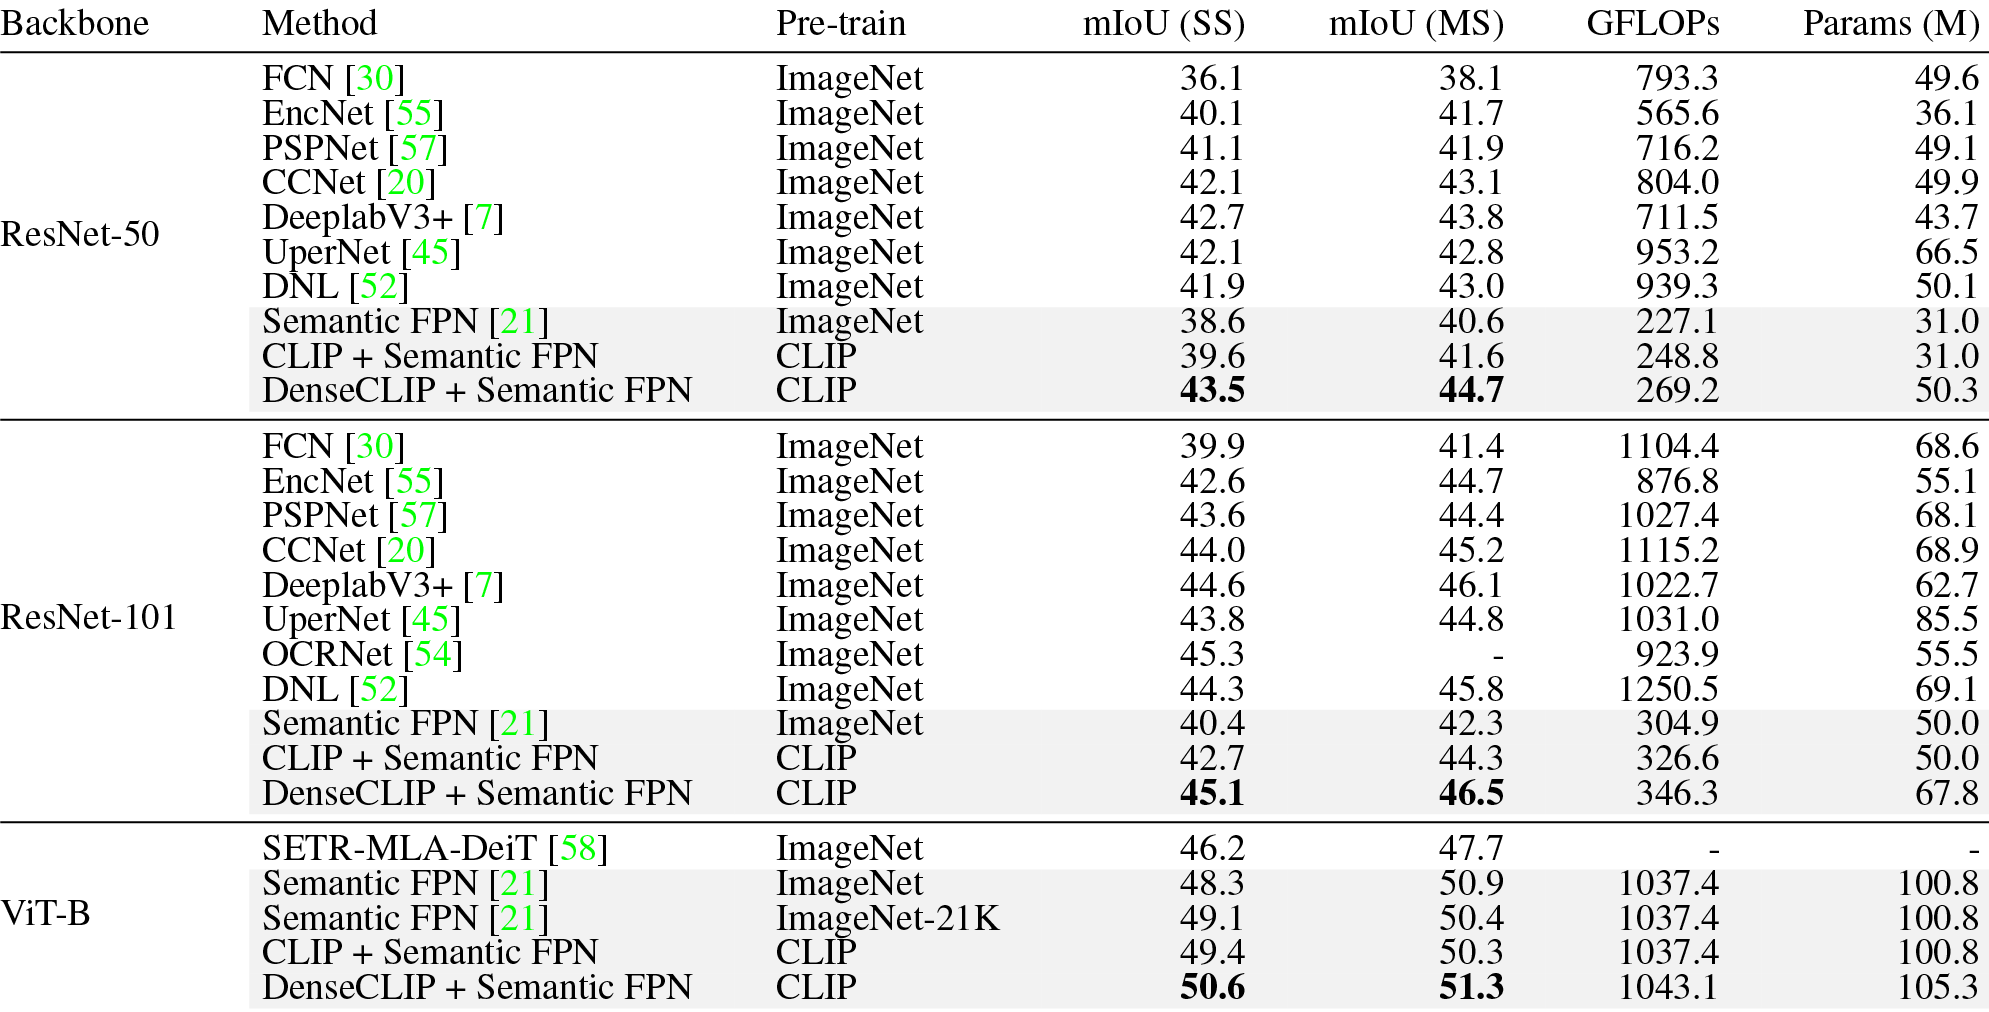 Backbone Method Pre-train mIoU (SS) mIoU (MS) GFLOPs Params (M)
FCN [30] ImageNet 36.1 38.1 793.3 49.6
EncNet [55] ImageNet 40.1 41.7 565.6 36.1
PSPNet [57] ImageNet 41.1 41.9 716.2 49.1
CCNet [20] ImageNet 42.1 43.1 804.0 49.9
DeeplabV3+ [7] ImageNet 42.7 43.8 711.5 43.7
ResNet-50
UperNet [45] ImageNet 42.1 42.8 953.2 66.5
DNL [52] ImageNet 41.9 43.0 939.3 50.1
Semantic FPN [21] ImageNet 38.6 40.6 227.1 31.0
CLIP + Semantic FPN CLIP 39.6 41.6 248.8 31.0
DenseCLIP + Semantic FPN CLIP 43.5 44.7 269.2 50.3
FCN [30] ImageNet 39.9 41.4 1104.4 68.6
EncNet [55] ImageNet 42.6 44.7 876.8 55.1
PSPNet [57] ImageNet 43.6 44.4 1027.4 68.1
CCNet [20] ImageNet 44.0 45.2 1115.2 68.9
DeeplabV3+ [7] ImageNet 44.6 46.1 1022.7 62.7
ResNet-101 UperNet [45] ImageNet 43.8 44.8 1031.0 85.5
OCRNet [54] ImageNet 45.3 - 923.9 55.5
DNL [52] ImageNet 44.3 45.8 1250.5 69.1
Semantic FPN [21] ImageNet 40.4 42.3 304.9 50.0
CLIP + Semantic FPN CLIP 42.7 44.3 326.6 50.0
DenseCLIP + Semantic FPN CLIP 45.1 46.5 346.3 67.8
SETR-MLA-DeiT [58] ImageNet 46.2 47.7 - -
Semantic FPN [21] ImageNet 48.3 50.9 1037.4 100.8
ViT-B Semantic FPN [21] ImageNet-21K 49.1 50.4 1037.4 100.8
CLIP + Semantic FPN CLIP 49.4 50.3 1037.4 100.8
DenseCLIP + Semantic FPN CLIP 50.6 51.3 1043.1 105.3